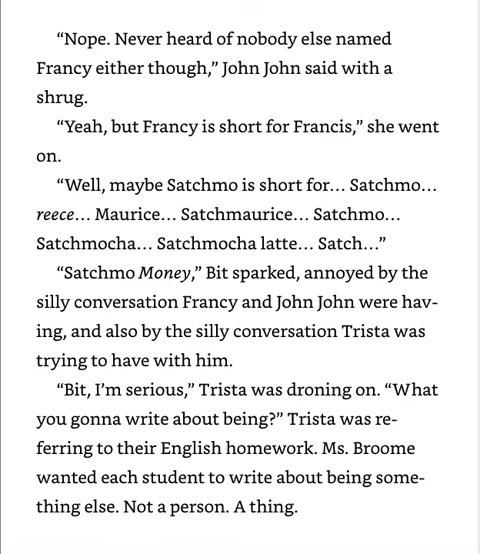 “Nope. Never heard of nobody else named
Francy either though,” John John said with a
shrug.
“Yeah, but Francy is short for Francis,” she went
on.
“Well, maybe Satchmo is short for… Satchmo…
reece… Maurice… Satchmaurice… Satchmo…
Satchmocha… Satchmocha latte… Satch…”
“Satchmo Money,” Bit sparked, annoyed by the
silly conversation Francy and John John were hav-
ing, and also by the silly conversation Trista was
trying to have with him.
“Bit, I’m serious,” Trista was droning on. “What
you gonna write about being?” Trista was re-
ferring to their English homework. Ms. Broome
wanted each student to write about being some-
thing else. Not a person. A thing.